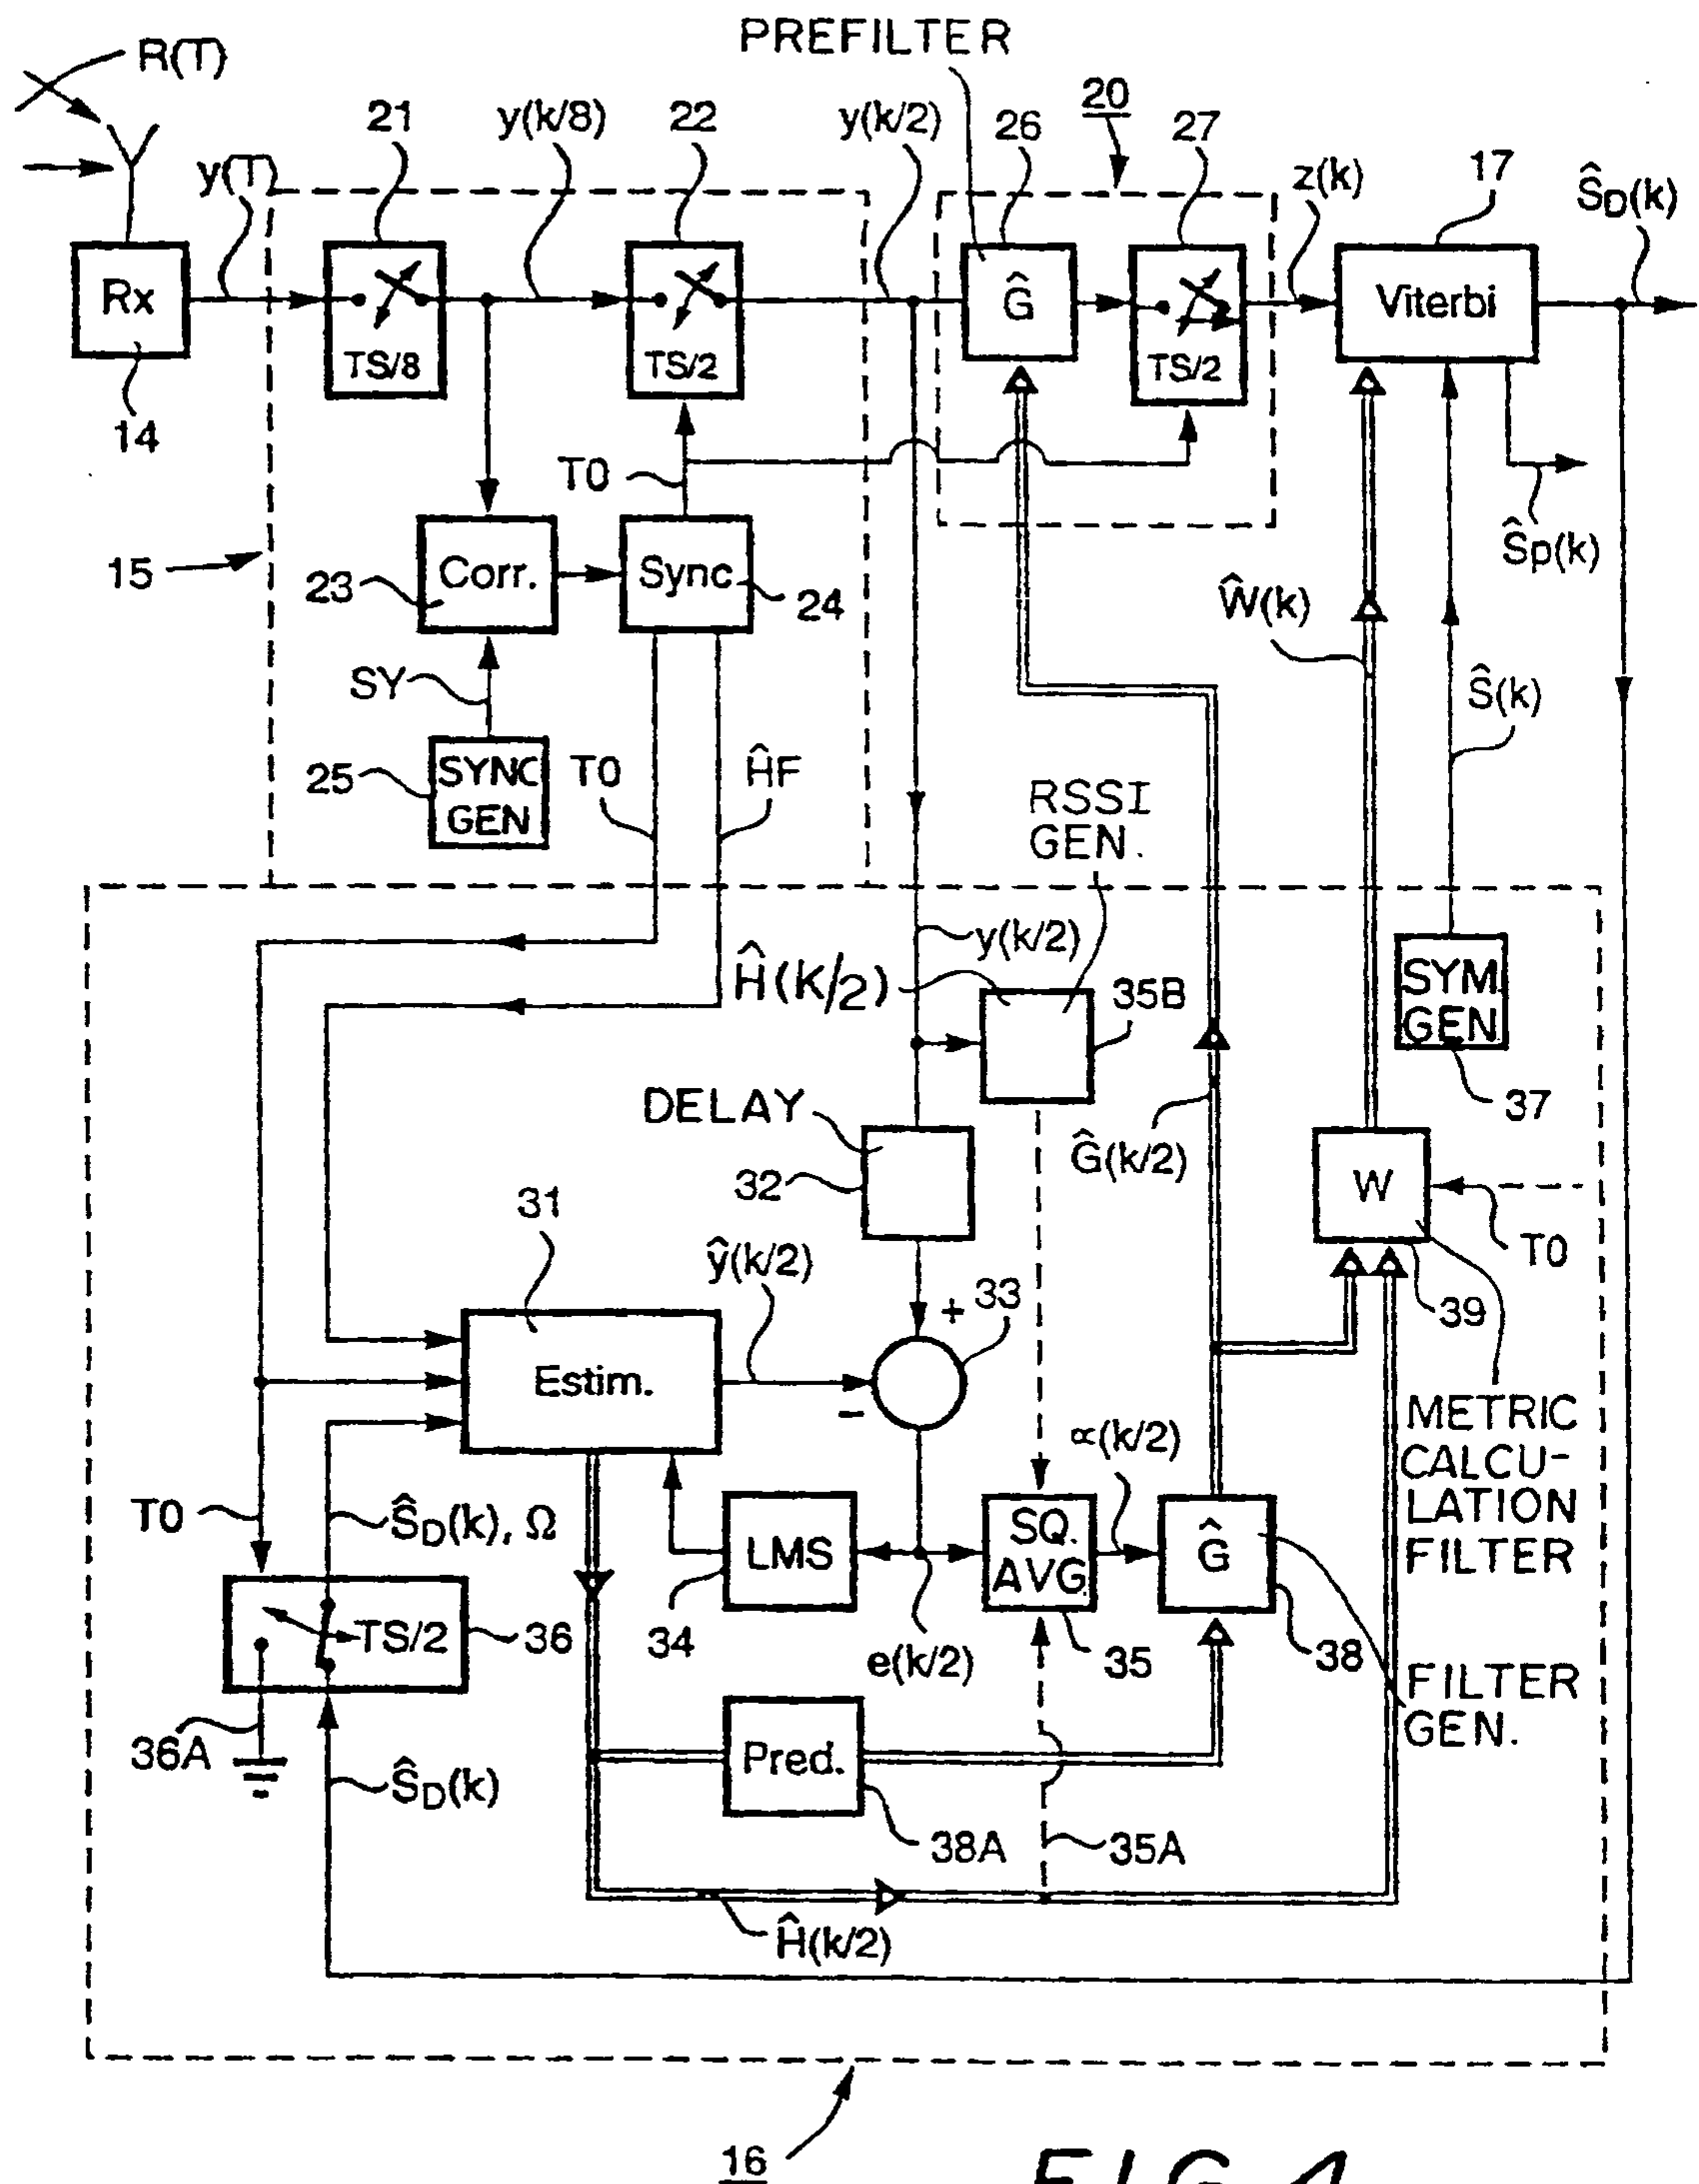 PREFILTER
R(T)
21
y(k/8)
22
y(k/2)
26
20
27
z(k)
17
ŜD(k)
y(T)
Rx
TS/8
TS/2
Ĝ
TS/2
Viterbi
14
T0
15
Corr.
23
Sync
24
ŜP(k)
Ŵ(k)
SY
Ŝ(k)
25
SYNC
GEN
T0
ĤF
RSSI
GEN.
y(k/2)
Ĥ(K/2)
35B
SYM.
GEN.
37
DELAY
32
Ĝ(k/2)
W
T0
39
31
ŷ(k/2)
+
33
Estim.
−
METRIC
CALCU-
LATION
FILTER
∝(k/2)
T0
ŜD(k), Ω
LMS
34
SQ.
AVG.
35
Ĝ
38
e(k/2)
TS/2
36
FILTER
GEN.
36A
ŜD(k)
Pred.
38A
35A
Ĥ(k/2)
16